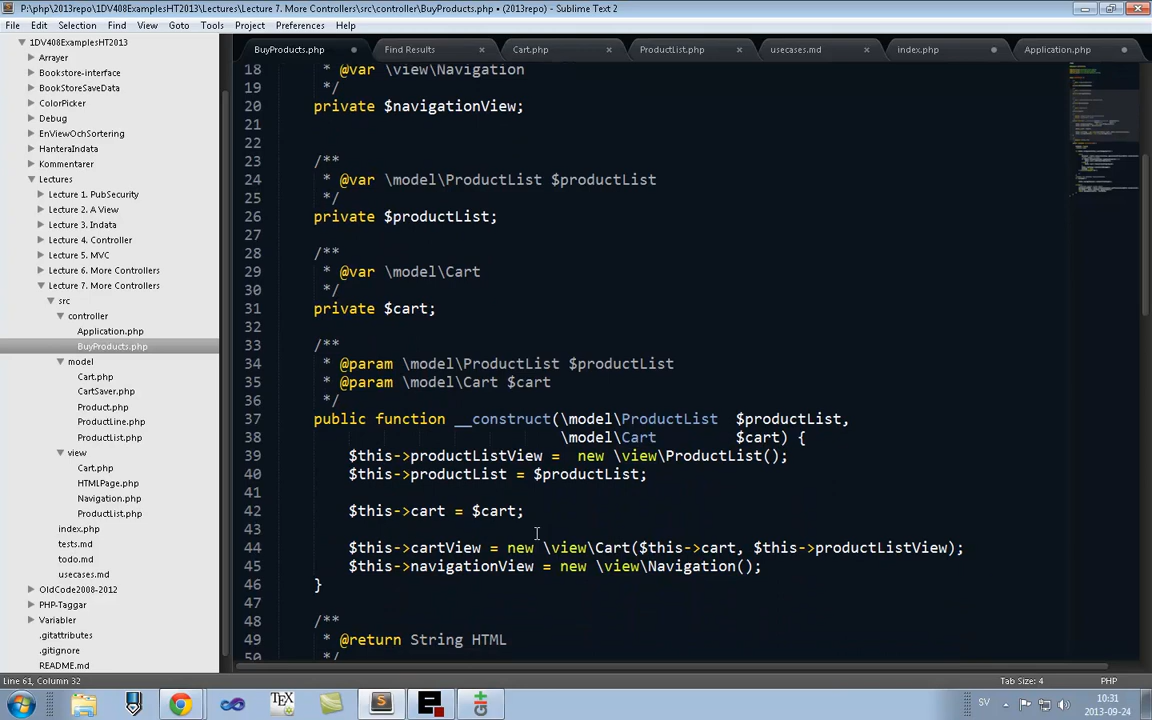 P:\php\2013repo\1DV408ExamplesHT2013\Lectures\Lecture 7. More Controllers\src\controller\BuyProducts.php • (2013repo) - Sublime Text 2
File Edit Selection Find View Goto Tools Project Preferences Help
1DV408ExamplesHT2013
Arrayer
Bookstore-interface
BookStoreSaveData
ColorPicker
Debug
EnViewOchSortering
HanteraIndata
Kommentarer
Lectures
Lecture 1. PubSecurity
Lecture 2. A View
Lecture 3. Indata
Lecture 4. Controller
Lecture 5. MVC
Lecture 6. More Controllers
Lecture 7. More Controllers
src
controller
Application.php
BuyProducts.php
model
Cart.php
CartSaver.php
Product.php
ProductLine.php
ProductList.php
view
Cart.php
HTMLPage.php
Navigation.php
ProductList.php
index.php
tests.md
todo.md
usecases.md
OldCode2008-2012
PHP-Taggar
Variabler
.gitattributes
README.md
BuyProducts.php Find Results Cart.php ProductList.php usecases.md index.php Application.php
18 * @var \view\Navigation
19 */
20 private $navigationView;
21
22
23 /**
24 * @var \model\ProductList $productList
25 */
26 private $productList;
27
28 /**
29 * @var \model\Cart
30 */
31 private $cart;
32
33 /**
34 * @param \model\ProductList $productList
35 * @param \model\Cart $cart
36 */
37 public function __construct(\model\ProductList $productList,
38 \model\Cart $cart) {
39 $this->productListView = new \view\ProductList();
40 $this->productList = $productList;
41
42 $this->cart = $cart;
43
44 $this->cartView = new \view\Cart($this->cart, $this->productListView);
45 $this->navigationView = new \view\Navigation();
46 }
47
48 /**
49 * @return String HTML
50 */
Line 61, Column 32 Tab Size: 4 PHP
SV 10:31
2013-09-24